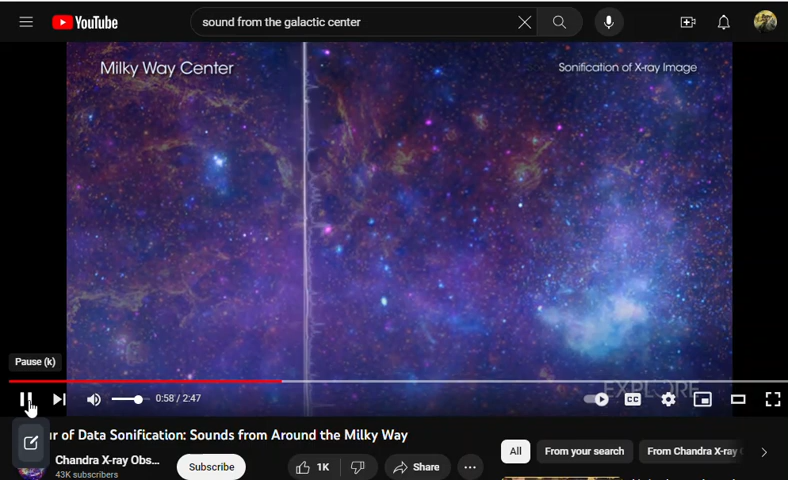 YouTube
sound from the galactic center
Milky Way Center
Sonification of X-ray Image
Pause (k)
0:58 / 2:47
CC
EXPLORE
ur of Data Sonification: Sounds from Around the Milky Way
Chandra X-ray Obs...
43K subscribers
Subscribe
1K
Share
All
From your search
From Chandra X-ray